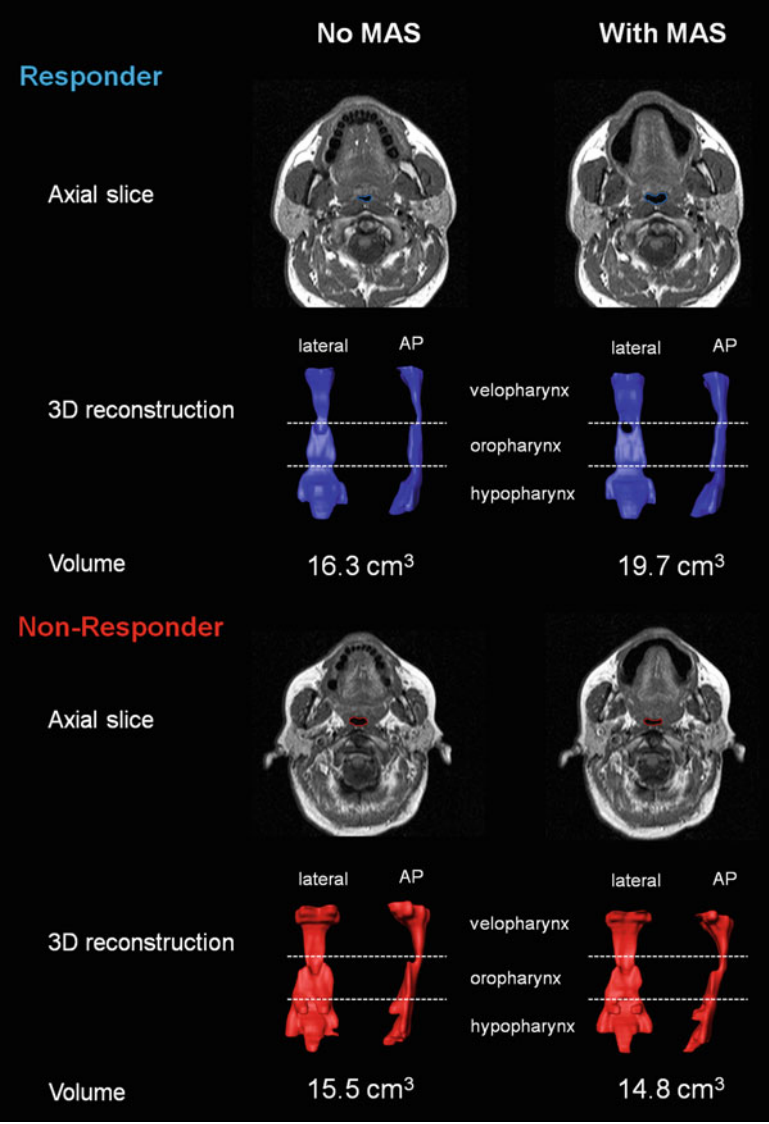 No MAS With MAS
Responder
Axial slice
lateral AP lateral AP
velopharynx
3D reconstruction
oropharynx
hypopharynx
Volume 16.3 cm³ 19.7 cm³
Non-Responder
Axial slice
lateral AP lateral AP
velopharynx
3D reconstruction
oropharynx
hypopharynx
Volume 15.5 cm³ 14.8 cm³